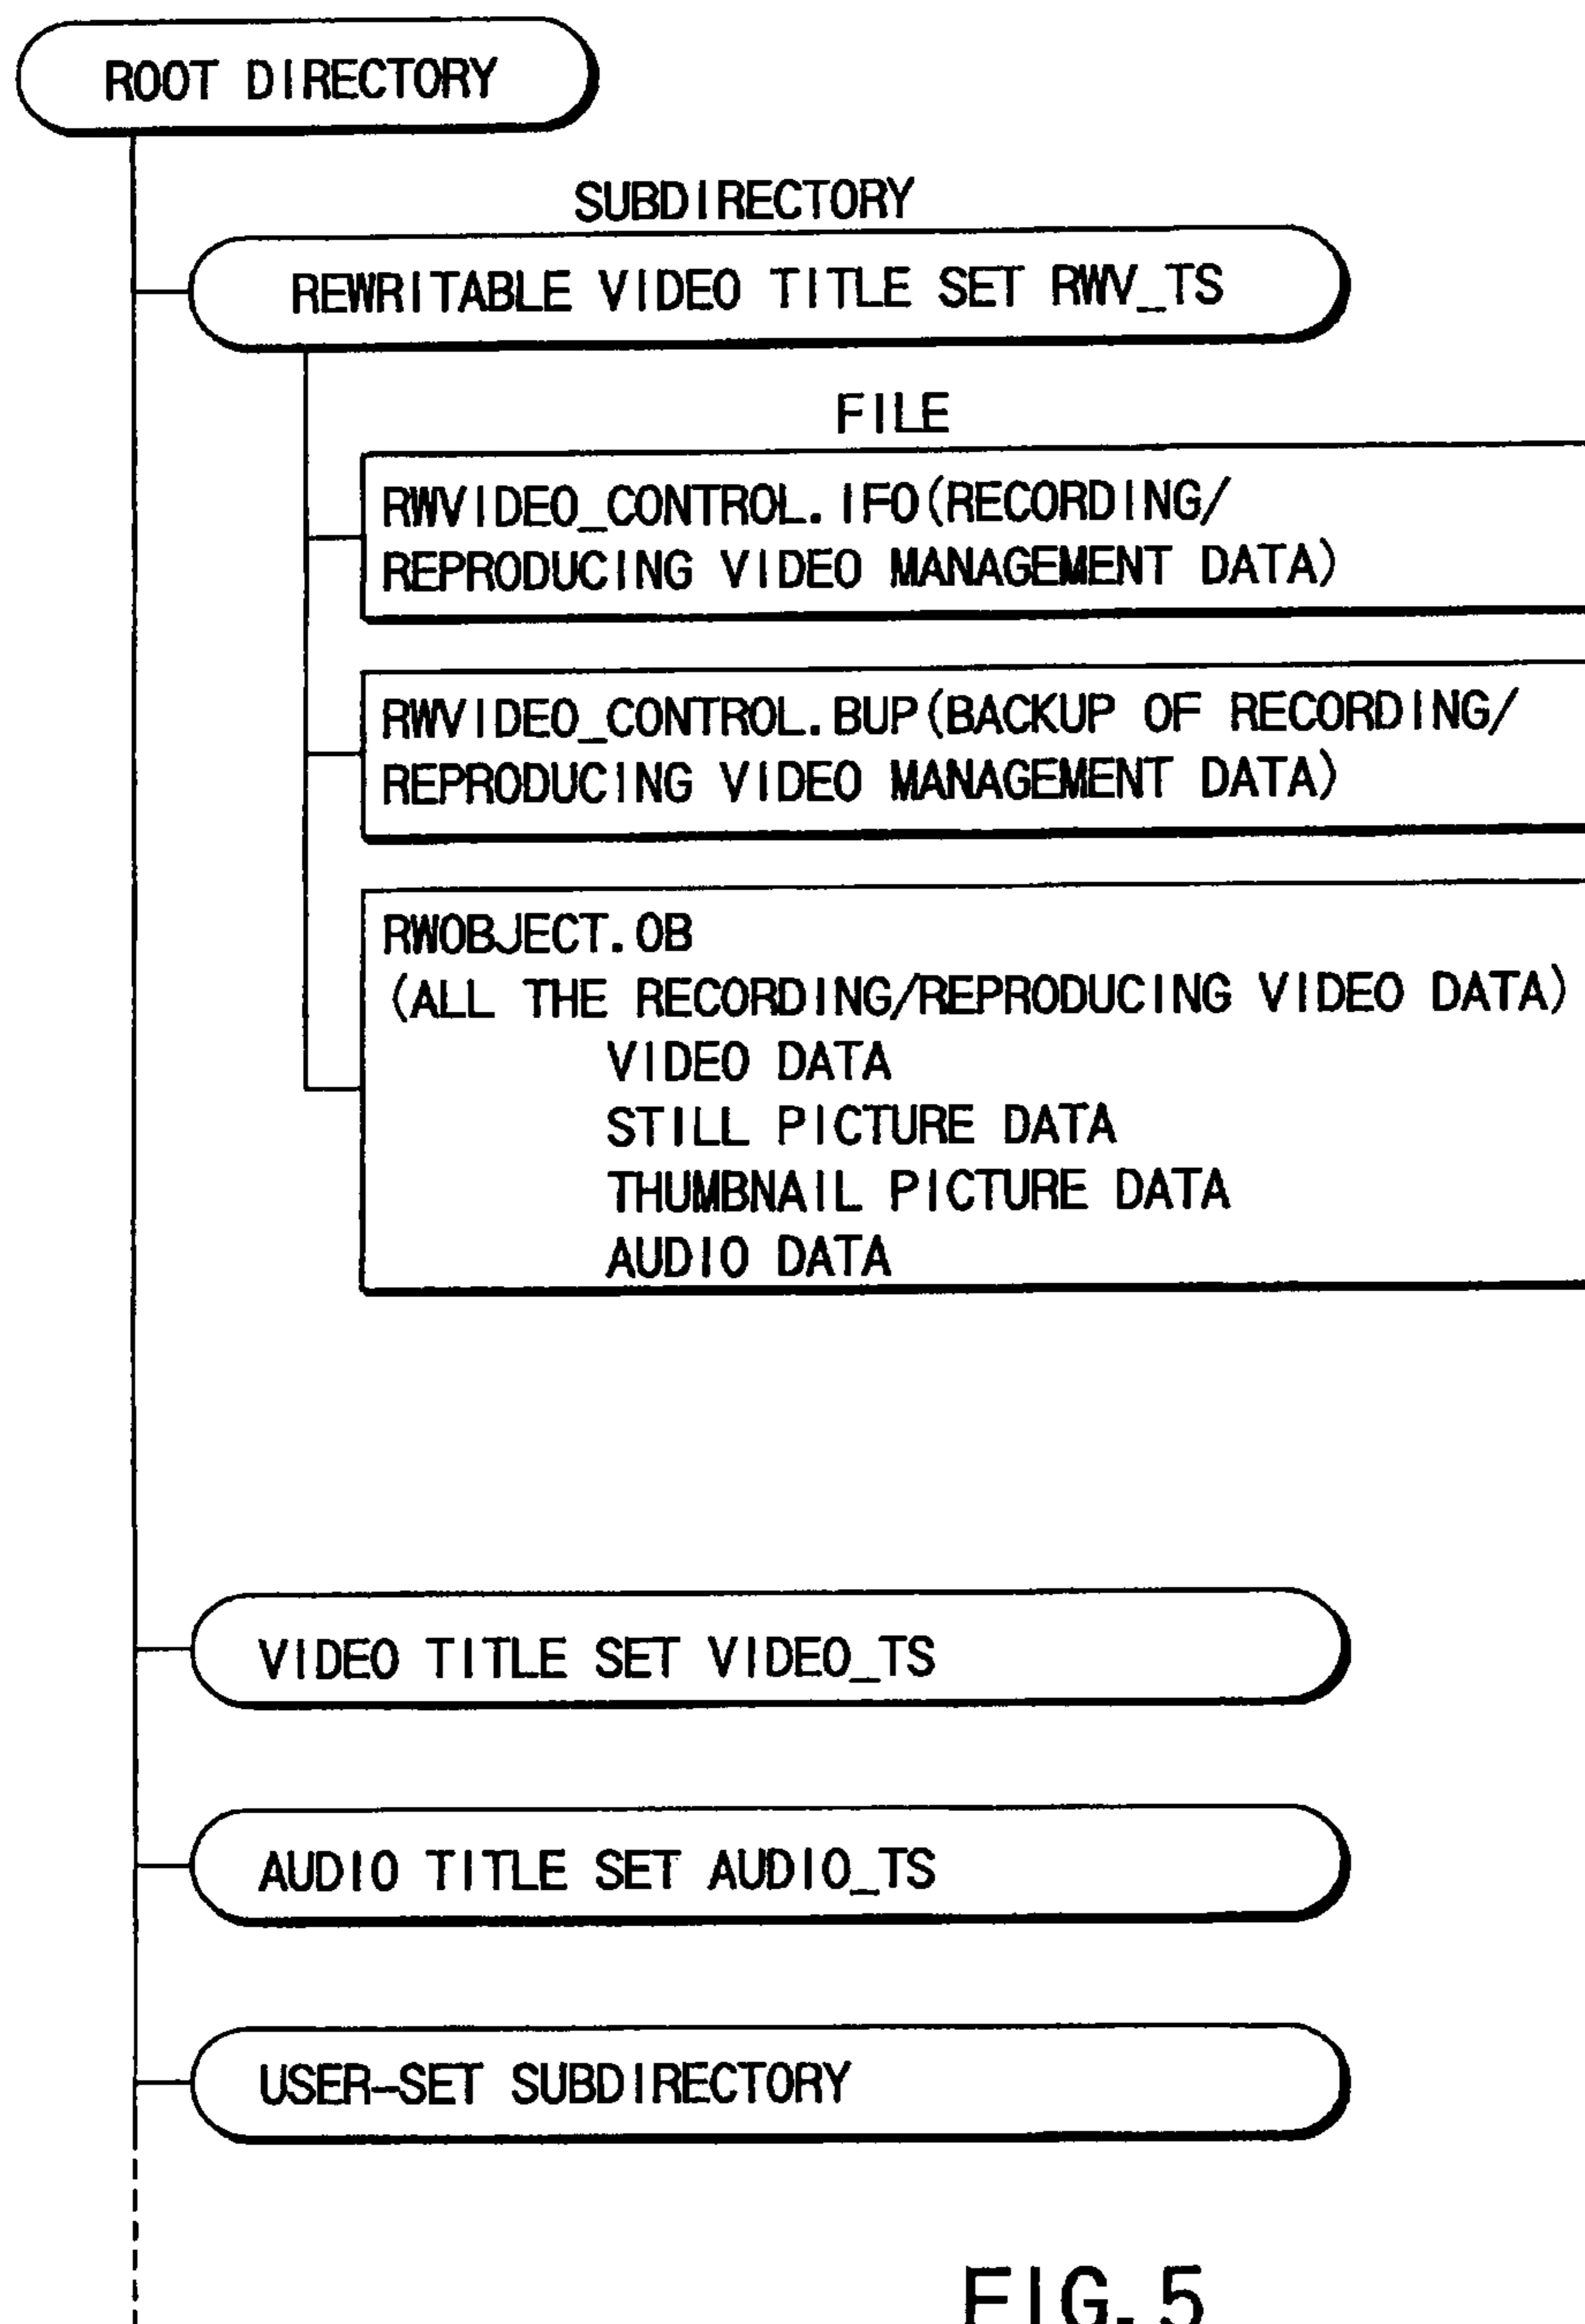 ROOT DIRECTORY
SUBDIRECTORY
REWRITABLE VIDEO TITLE SET RWV_TS
FILE
RWVIDEO_CONTROL.IFO(RECORDING/
REPRODUCING VIDEO MANAGEMENT DATA)
RWVIDEO_CONTROL.BUP(BACKUP OF RECORDING/
REPRODUCING VIDEO MANAGEMENT DATA)
RWOBJECT.OB
(ALL THE RECORDING/REPRODUCING VIDEO DATA)
VIDEO DATA
STILL PICTURE DATA
THUMBNAIL PICTURE DATA
AUDIO DATA
VIDEO TITLE SET VIDEO_TS
AUDIO TITLE SET AUDIO_TS
USER-SET SUBDIRECTORY
FIG.5